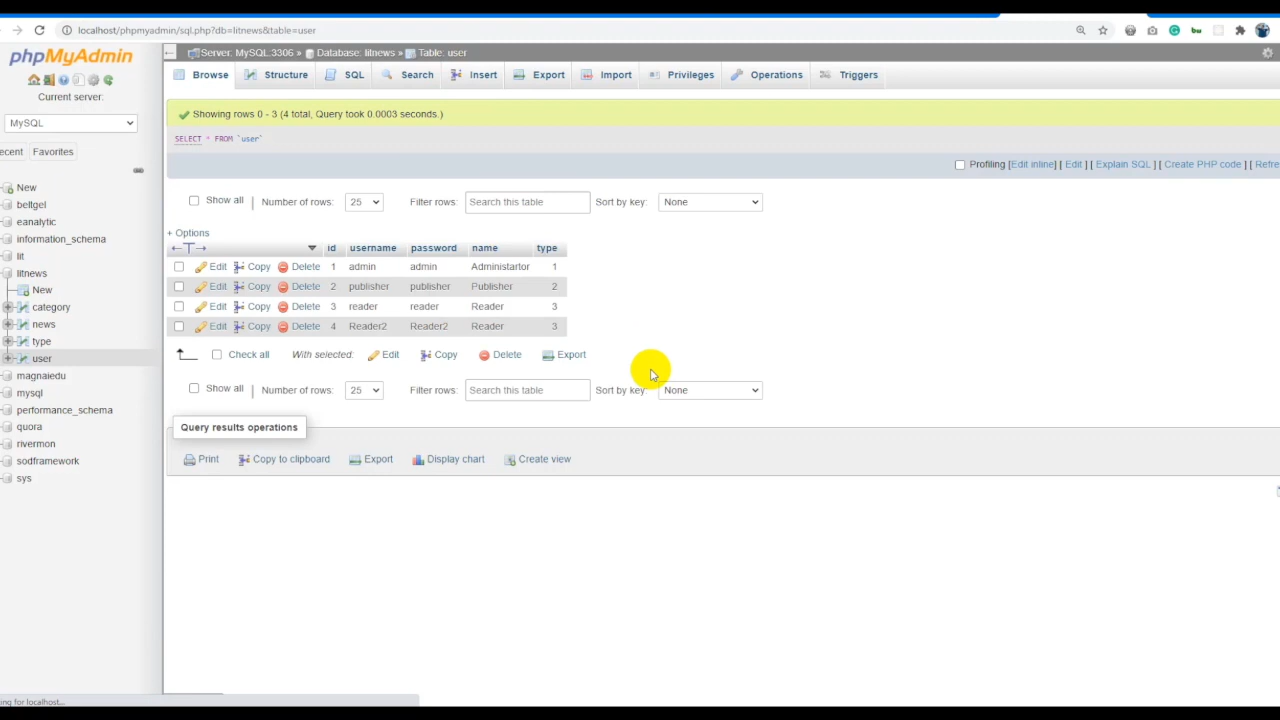 localhost/phpmyadmin/sql.php?db=litnews&table=user
phpMyAdmin
Current server:
MySQL
ecent Favorites
New
beltgel
eanalytic
information_schema
lit
litnews
New
category
news
type
user
magnaiedu
mysql
performance_schema
quora
rivermon
sodframework
sys
Server: MySQL:3306 » Database: litnews » Table: user
Browse Structure SQL Search Insert Export Import Privileges Operations Triggers
Showing rows 0 - 3 (4 total, Query took 0.0003 seconds.)
SELECT * FROM `user`
Profiling [Edit inline] [ Edit ] [ Explain SQL ] [ Create PHP code ] [ Refre
Show all | Number of rows: 25 Filter rows: Search this table Sort by key: None
+ Options
←T→ id username password name type
Edit Copy Delete 1 admin admin Administartor 1
Edit Copy Delete 2 publisher publisher Publisher 2
Edit Copy Delete 3 reader reader Reader 3
Edit Copy Delete 4 Reader2 Reader2 Reader 3
Check all With selected: Edit Copy Delete Export
Show all | Number of rows: 25 Filter rows: Search this table Sort by key: None
Query results operations
Print Copy to clipboard Export Display chart Create view
ing for localhost...